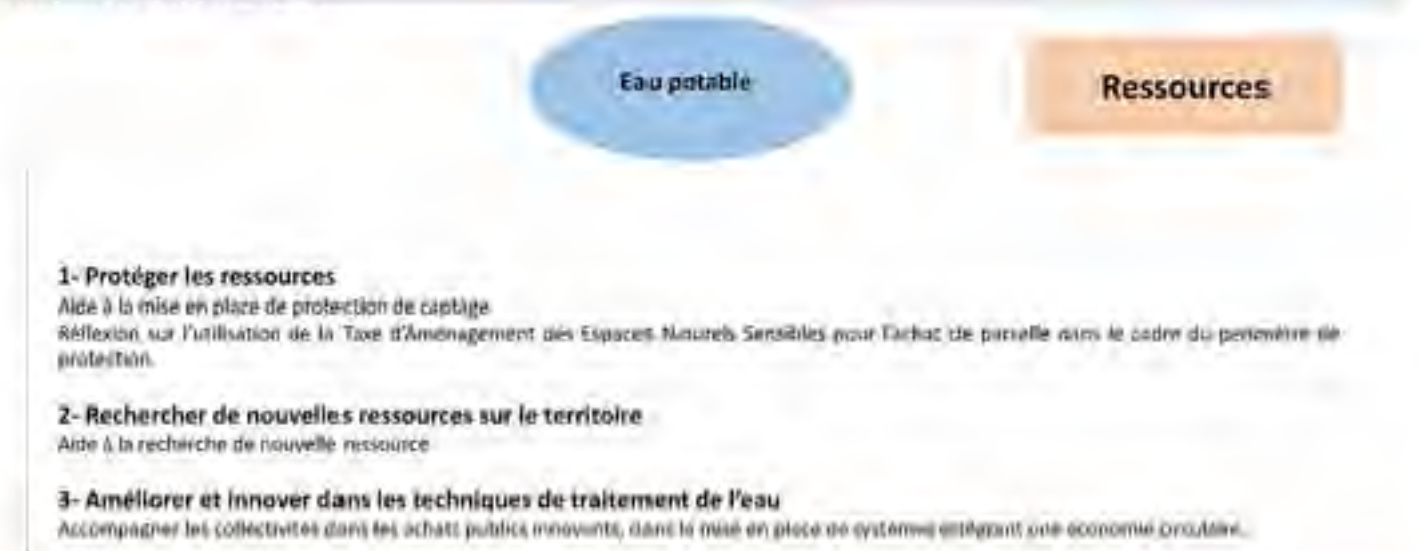 Eau potable
Ressources
1- Protéger les ressources
Aide à la mise en place de protection de captage
Réflexion sur l'utilisation de la Taxe d'Aménagement des Espaces Naturels Sensibles pour l'achat de parcelle dans le cadre du périmètre de
protection.
2- Rechercher de nouvelles ressources sur le territoire
Aide à la recherche de nouvelle ressource
3- Améliorer et innover dans les techniques de traitement de l'eau
Accompagner les collectivités dans les achats publics innovants, dans la mise en place de systèmes intégrant une économie circulaire.